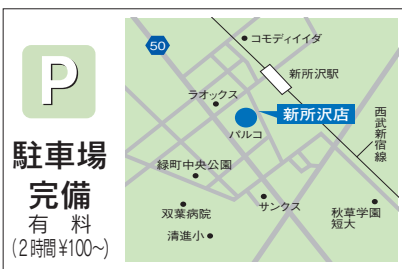 P
駐車場
完備
有料
(2時間¥100~)
50
コモディイイダ
新所沢駅
ラオックス
新所沢店
パルコ
西武新宿線
緑町中央公園
双葉病院
サンクス
秋草学園
短大
清進小